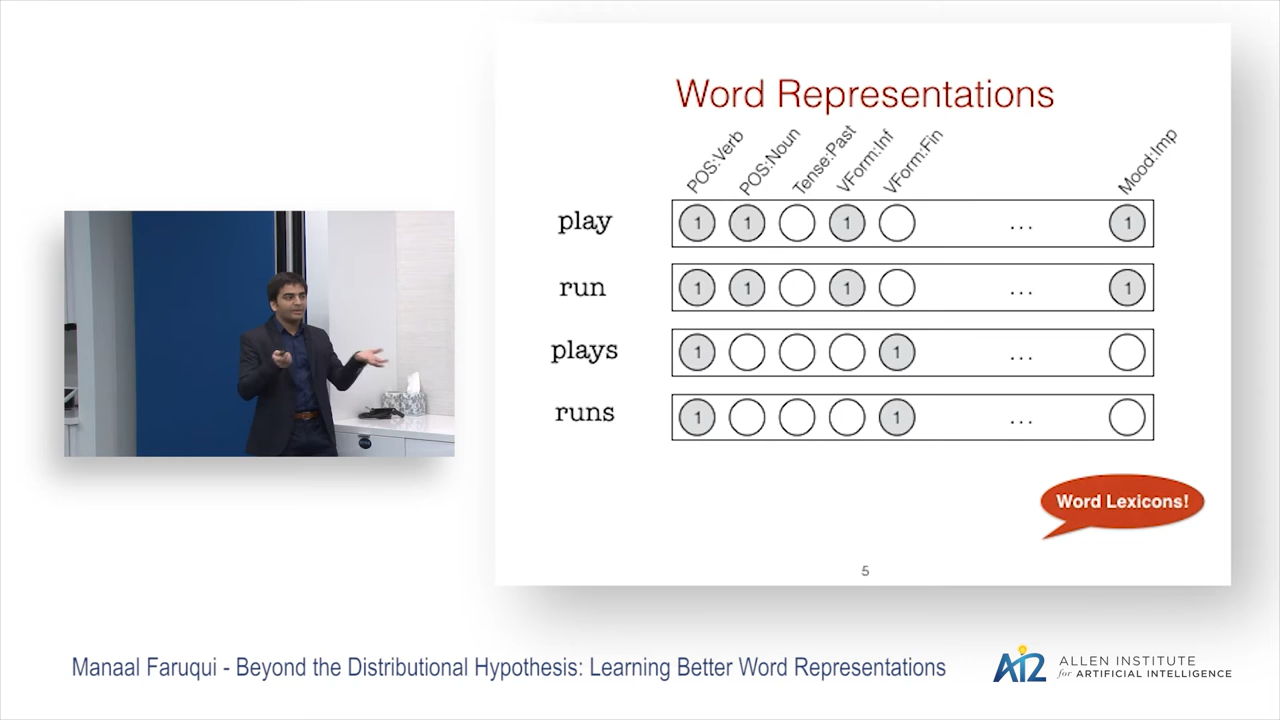 Word Representations
POS:Verb POS:Noun Tense:Past VForm:Inf VForm:Fin Mood:Imp
play 1 1 1 ... 1
run 1 1 1 ... 1
plays 1 1 ...
runs 1 1 ...
Word Lexicons!
5
Manaal Faruqui - Beyond the Distributional Hypothesis: Learning Better Word Representations
AI2 ALLEN INSTITUTE
for ARTIFICIAL INTELLIGENCE